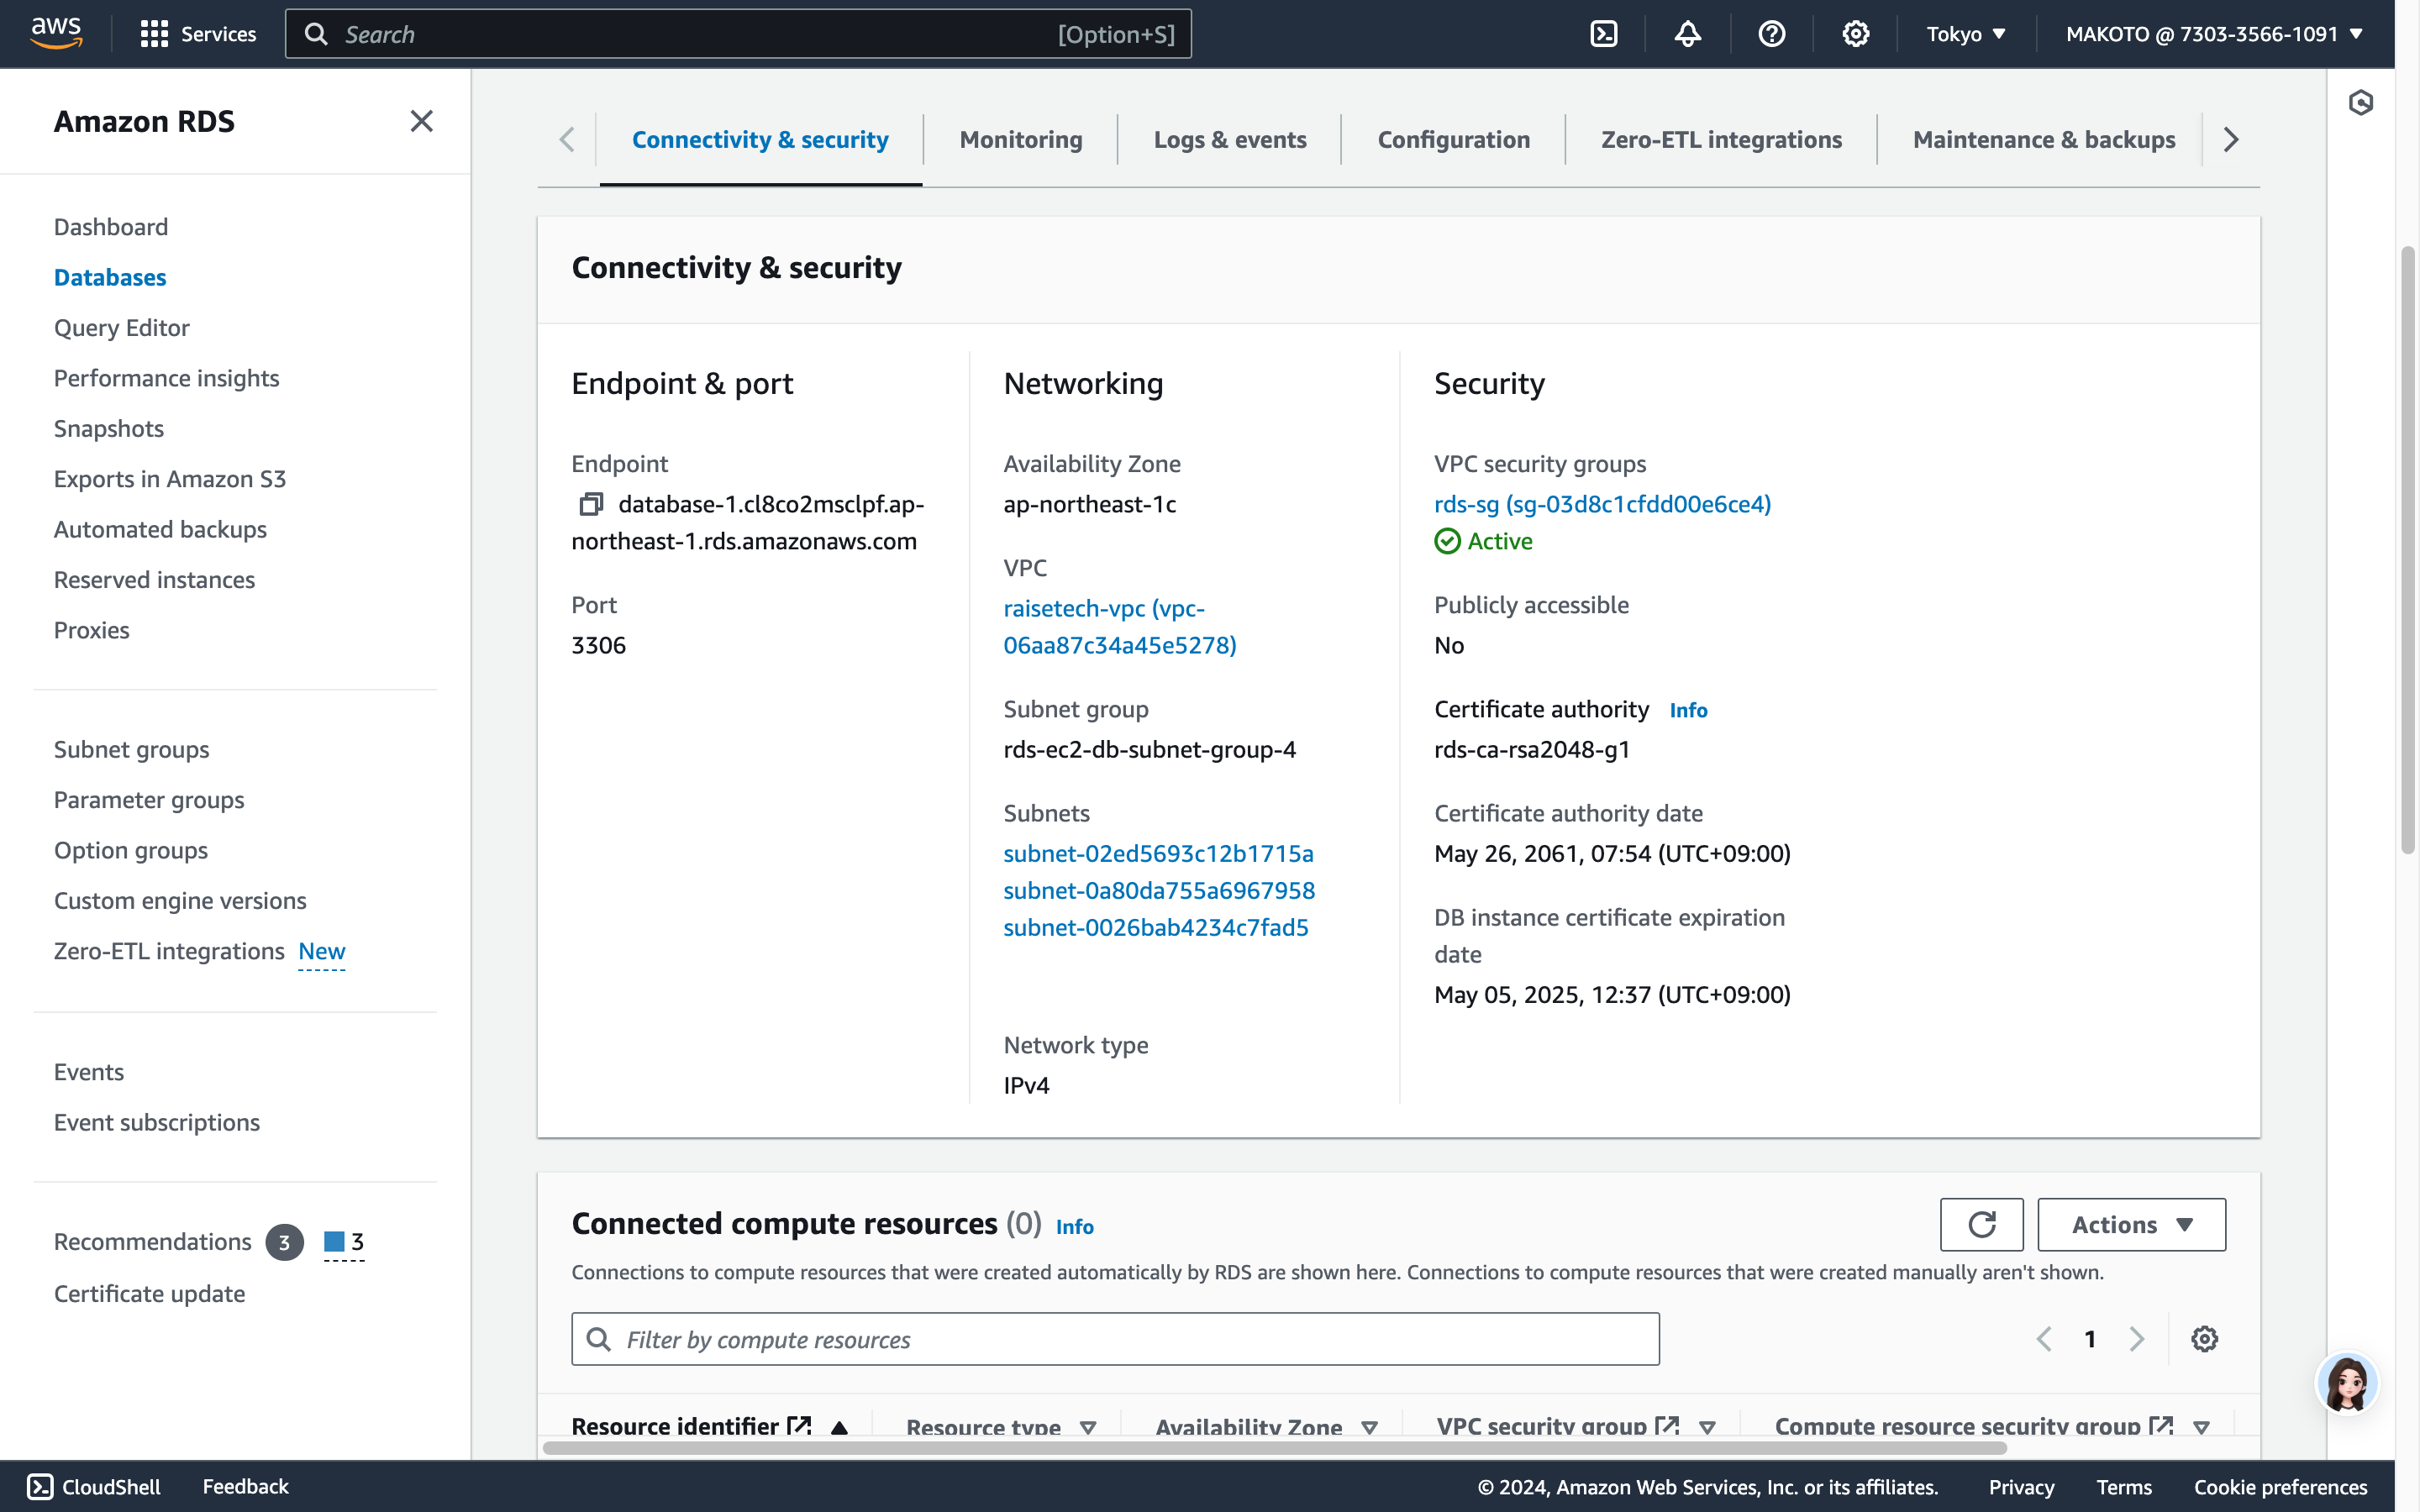 aws
Services
Search [Option+S]
Tokyo ▼
MAKOTO @ 7303-3566-1091 ▼
Amazon RDS
Dashboard
Databases
Query Editor
Performance insights
Snapshots
Exports in Amazon S3
Automated backups
Reserved instances
Proxies
Subnet groups
Parameter groups
Option groups
Custom engine versions
Zero-ETL integrations New
Events
Event subscriptions
Recommendations 3 3
Certificate update
Connectivity & security
Monitoring
Logs & events
Configuration
Zero-ETL integrations
Maintenance & backups
Connectivity & security
Endpoint & port
Endpoint
database-1.cl8co2msclpf.ap-
northeast-1.rds.amazonaws.com
Port
3306
Networking
Availability Zone
ap-northeast-1c
VPC
raisetech-vpc (vpc-
06aa87c34a45e5278)
Subnet group
rds-ec2-db-subnet-group-4
Subnets
subnet-02ed5693c12b1715a
subnet-0a80da755a6967958
subnet-0026bab4234c7fad5
Network type
IPv4
Security
VPC security groups
rds-sg (sg-03d8c1cfdd00e6ce4)
Active
Publicly accessible
No
Certificate authority Info
rds-ca-rsa2048-g1
Certificate authority date
May 26, 2061, 07:54 (UTC+09:00)
DB instance certificate expiration
date
May 05, 2025, 12:37 (UTC+09:00)
Connected compute resources (0) Info
Actions ▼
Connections to compute resources that were created automatically by RDS are shown here. Connections to compute resources that were created manually aren't shown.
Filter by compute resources
1
Resource identifier
Resource type
Availability Zone
VPC security group
Compute resource security group
CloudShell
Feedback
© 2024, Amazon Web Services, Inc. or its affiliates.
Privacy
Terms
Cookie preferences